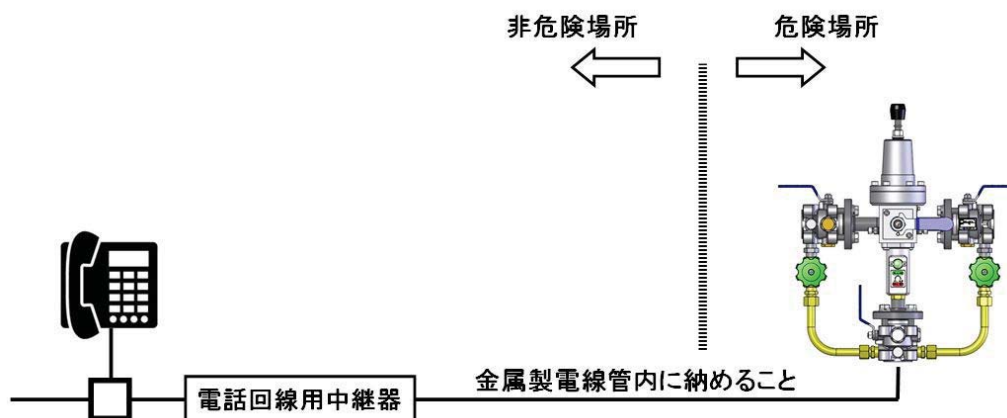 非危険場所
危険場所
金属製電線管内に納めること
電話回線用中継器